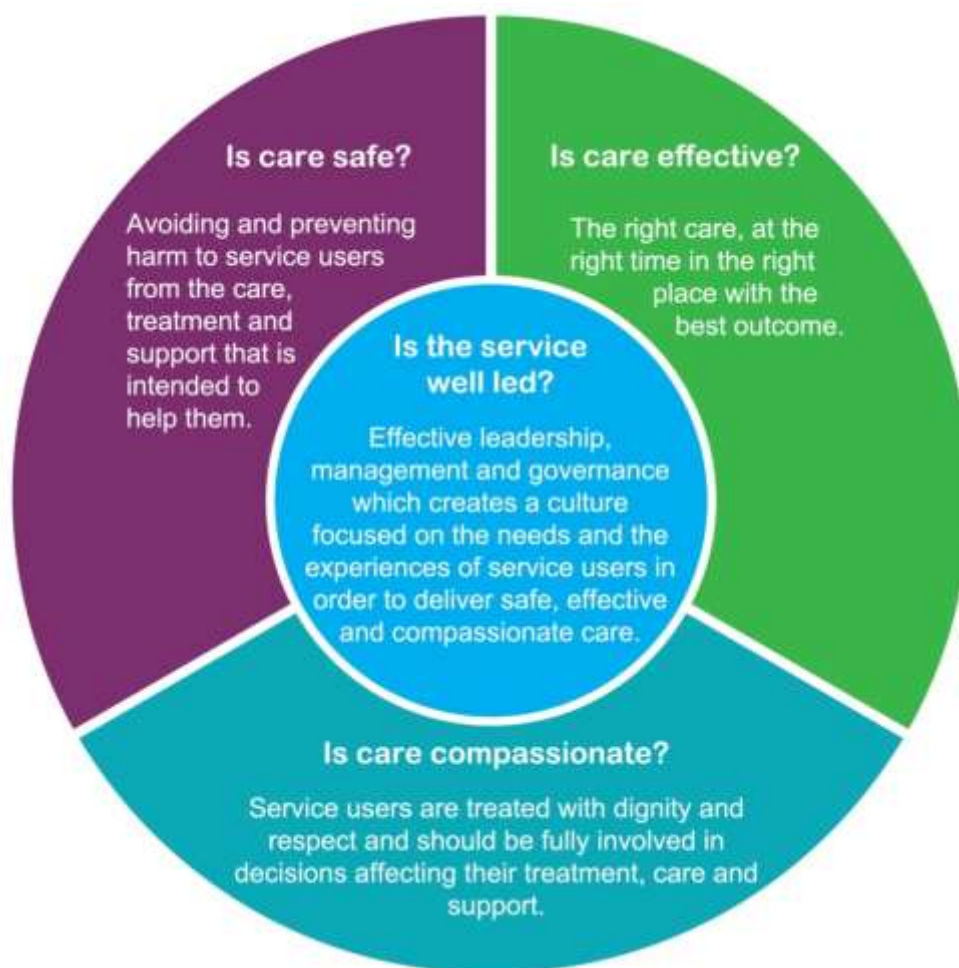 Is care safe?
Avoiding and preventing
harm to service users
from the care,
treatment and
support that is
intended to
help them.
Is care effective?
The right care, at the
right time in the right
place with the
best outcome.
Is the service
well led?
Effective leadership,
management and governance
which creates a culture
focused on the needs and the
experiences of service users in
order to deliver safe, effective
and compassionate care.
Is care compassionate?
Service users are treated with dignity and
respect and should be fully involved in
decisions affecting their treatment, care and
support.